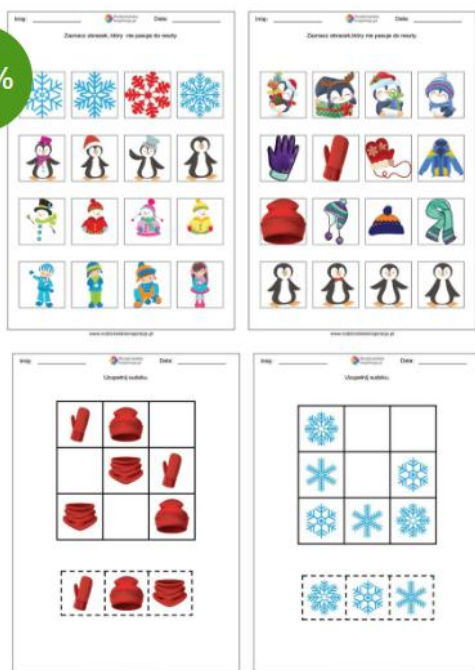 Imię: Data:
Zaznacz obrazek, który nie pasuje do reszty.
%
Imię: Data:
Zaznacz obrazek,który nie pasuje do reszty.
Imię: Data:
Uzupełnij sudoku.
Imię: Data:
Uzupełnij sudoku.